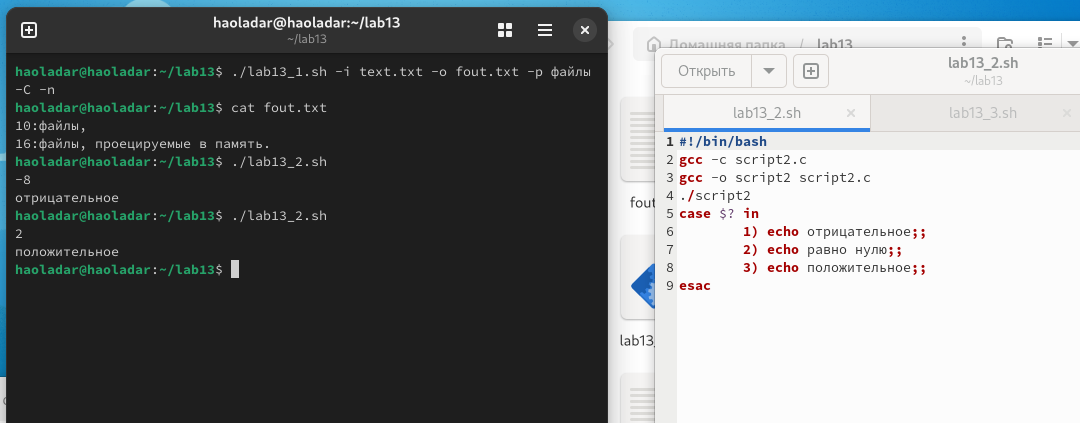 haoladar@haoladar:~/lab13
~/lab13
haoladar@haoladar:~/lab13$ ./lab13_1.sh -i text.txt -o fout.txt -p файлы
-C -n
haoladar@haoladar:~/lab13$ cat fout.txt
10:файлы,
16:файлы, проецируемые в память.
haoladar@haoladar:~/lab13$ ./lab13_2.sh
-8
отрицательное
haoladar@haoladar:~/lab13$ ./lab13_2.sh
2
положительное
haoladar@haoladar:~/lab13$
Домашняя папка / lab13
fout
lab13_
Открыть
lab13_2.sh
~/lab13
lab13_2.sh
lab13_3.sh
1 #!/bin/bash
2 gcc -c script2.c
3 gcc -o script2 script2.c
4 ./script2
5 case $? in
6 1) echo отрицательное;;
7 2) echo равно нулю;;
8 3) echo положительное;;
9 esac